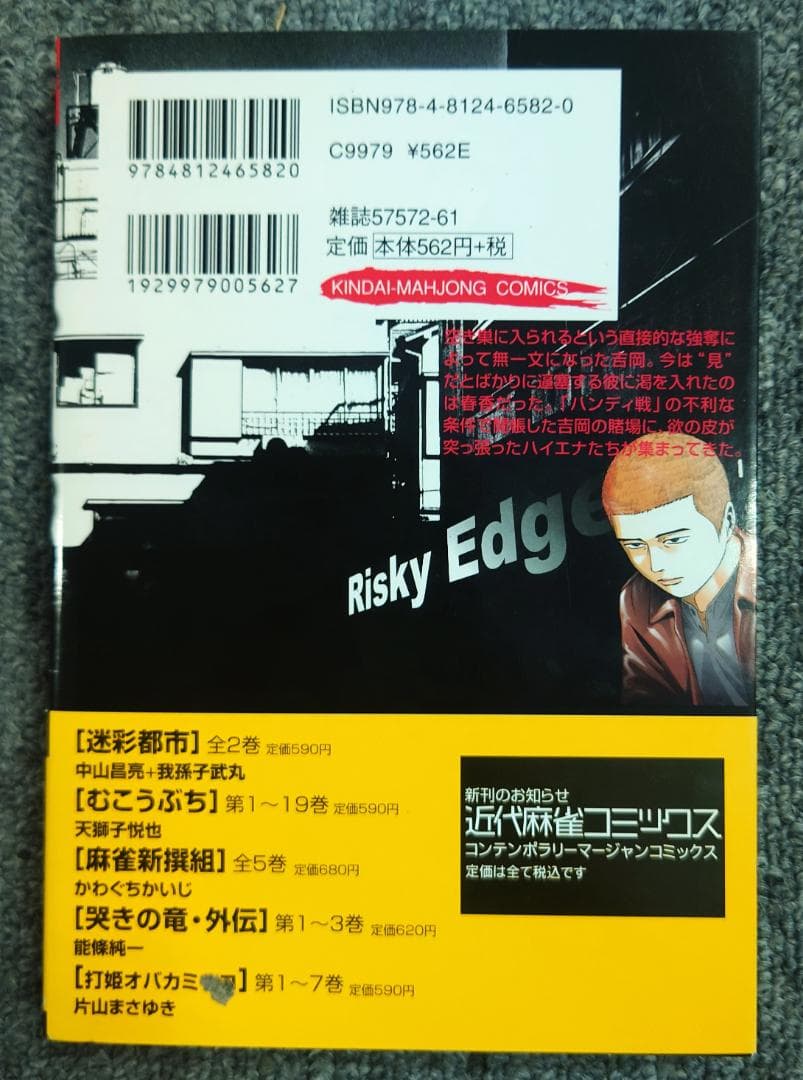 ISBN978-4-8124-6582-0
C9979 ¥562E
9784812465820
雑誌57572-61
定価 本体562円+税
1929979005627
KINDAI-MAHJONG COMICS
空き巣に入られるという直接的な強奪に
よって無一文になった吉岡。今は“見”
だとばかりに逼塞する彼に渇を入れたの
は春香だった。「ハンディ戦」の不利な
条件で開張した吉岡の賭場に、欲の皮が
突っ張ったハイエナたちが集まってきた。
Risky Edge
[迷彩都市] 全2巻 定価590円
中山昌亮+我孫子武丸
[むこうぶち] 第1〜19巻 定価590円
天獅子悦也
[麻雀新撰組] 全5巻 定価680円
かわぐちかいじ
[哭きの竜・外伝] 第1〜3巻 定価620円
能條純一
[打姫オバカミ] 第1〜7巻 定価590円
片山まさゆき
新刊のお知らせ
近代麻雀コミックス
コンテンポラリーマージャンコミックス
定価は全て税込です